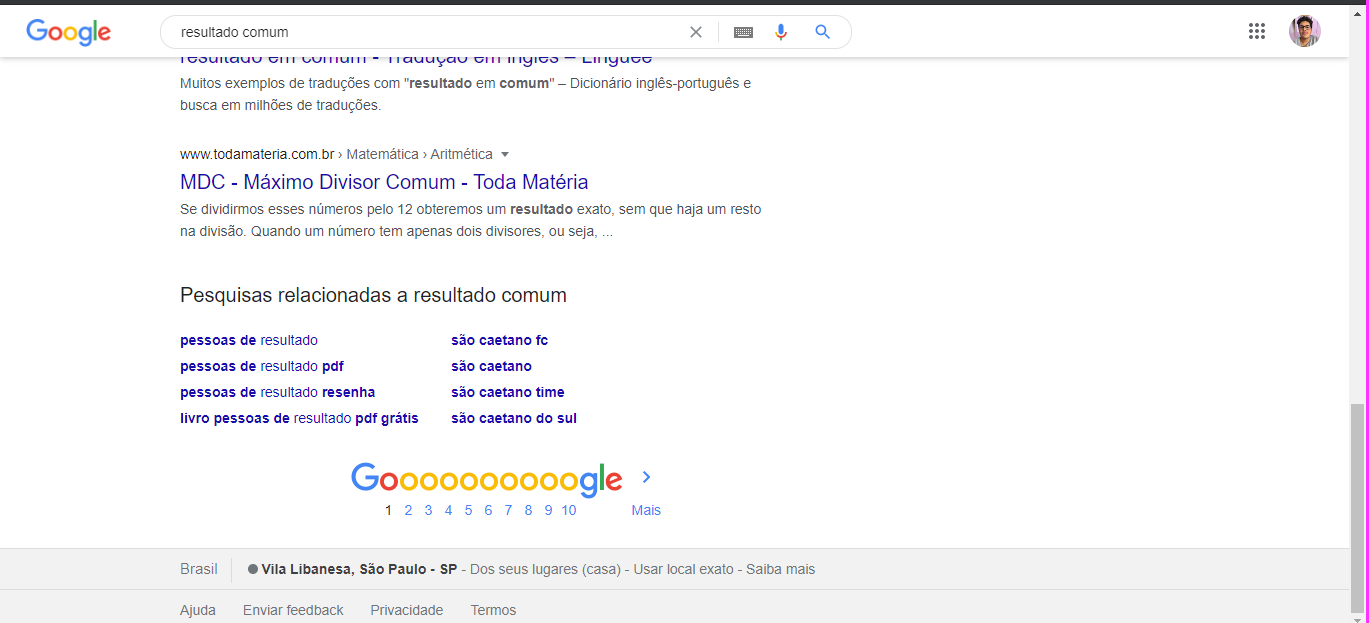 Google
resultado comum
resultado em comum - Tradução em inglês – Linguee
Muitos exemplos de traduções com "resultado em comum" – Dicionário inglês-português e
busca em milhões de traduções.
www.todamateria.com.br › Matemática › Aritmética
MDC - Máximo Divisor Comum - Toda Matéria
Se dividirmos esses números pelo 12 obteremos um resultado exato, sem que haja um resto
na divisão. Quando um número tem apenas dois divisores, ou seja, ...
Pesquisas relacionadas a resultado comum
pessoas de resultado
pessoas de resultado pdf
pessoas de resultado resenha
livro pessoas de resultado pdf grátis
são caetano fc
são caetano
são caetano time
são caetano do sul
Goooooooooogle
1 2 3 4 5 6 7 8 9 10 Mais
Brasil Vila Libanesa, São Paulo - SP - Dos seus lugares (casa) - Usar local exato - Saiba mais
Ajuda Enviar feedback Privacidade Termos